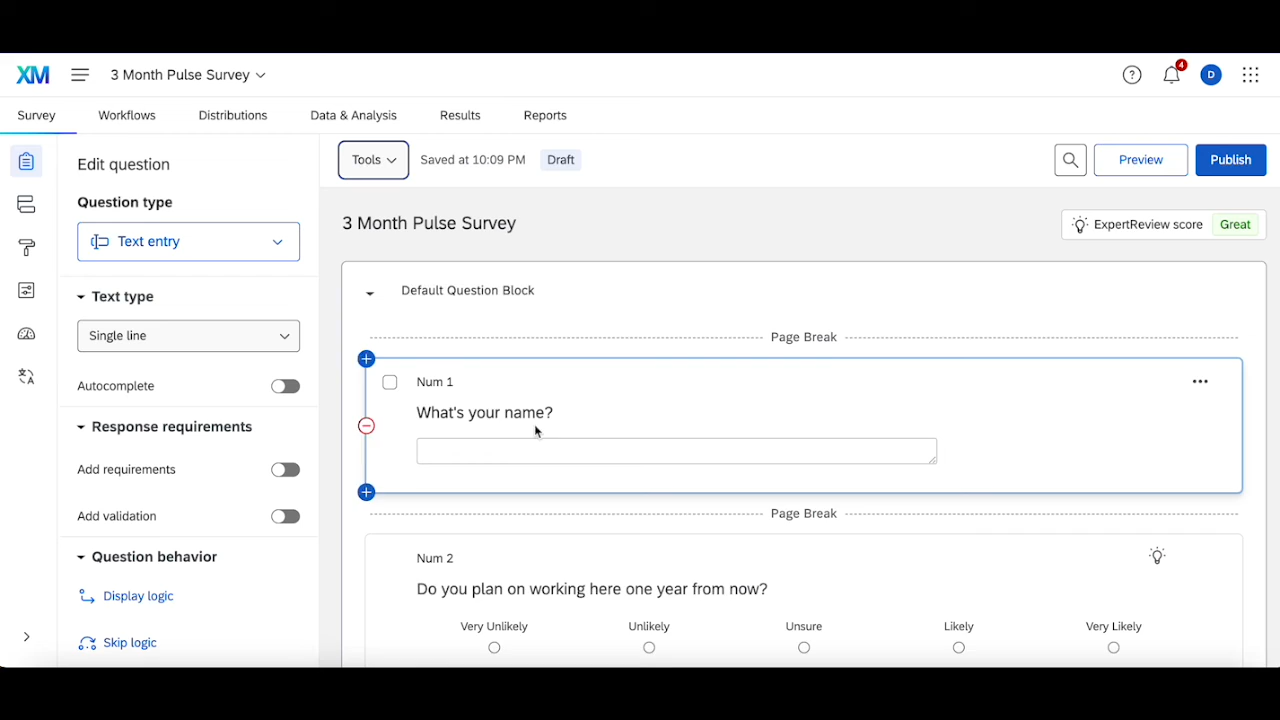 XM
3 Month Pulse Survey
4
D
Survey
Workflows
Distributions
Data & Analysis
Results
Reports
Edit question
Question type
Text entry
Text type
Single line
Autocomplete
Response requirements
Add requirements
Add validation
Question behavior
Display logic
Skip logic
Tools
Saved at 10:09 PM
Draft
Preview
Publish
3 Month Pulse Survey
ExpertReview score
Great
Default Question Block
Page Break
Num 1
What's your name?
Page Break
Num 2
Do you plan on working here one year from now?
Very Unlikely
Unlikely
Unsure
Likely
Very Likely